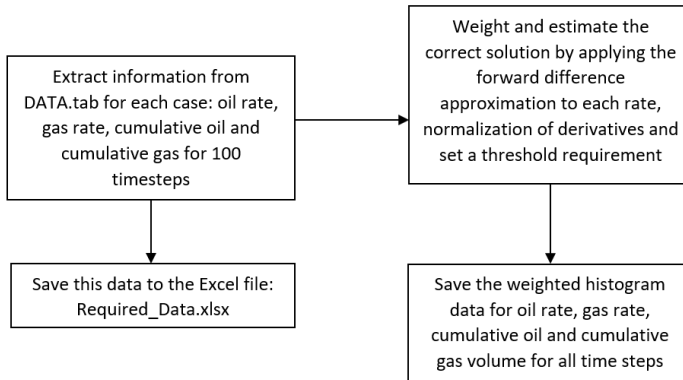 Extract information from
DATA.tab for each case: oil rate,
gas rate, cumulative oil and
cumulative gas for 100
timesteps
Save this data to the Excel file:
Required_Data.xlsx
Weight and estimate the
correct solution by applying the
forward difference
approximation to each rate,
normalization of derivatives and
set a threshold requirement
Save the weighted histogram
data for oil rate, gas rate,
cumulative oil and cumulative
gas volume for all time steps